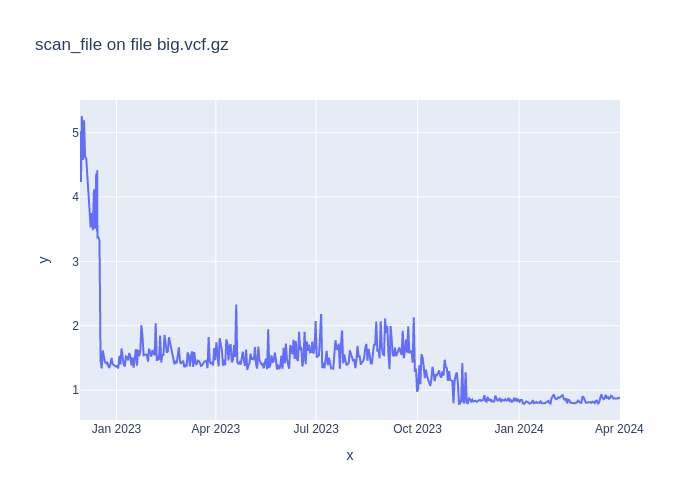 scan_file on file big.vcf.gz
5
4
3
2
1
y
Jan 2023
Apr 2023
Jul 2023
Oct 2023
Jan 2024
Apr 2024
x